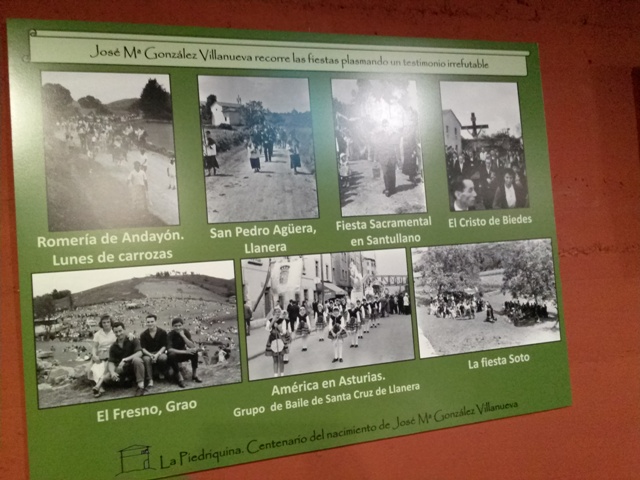 José Mª González Villanueva recorre las fiestas plasmando un testimonio irrefutable
Romería de Andayón.
Lunes de carrozas
San Pedro Agüera,
Llanera
Fiesta Sacramental
en Santullano
El Cristo de Biedes
El Fresno, Grao
América en Asturias.
Grupo de Baile de Santa Cruz de Llanera
La fiesta Soto
La Piedriquina. Centenario del nacimiento de José Mª González Villanueva